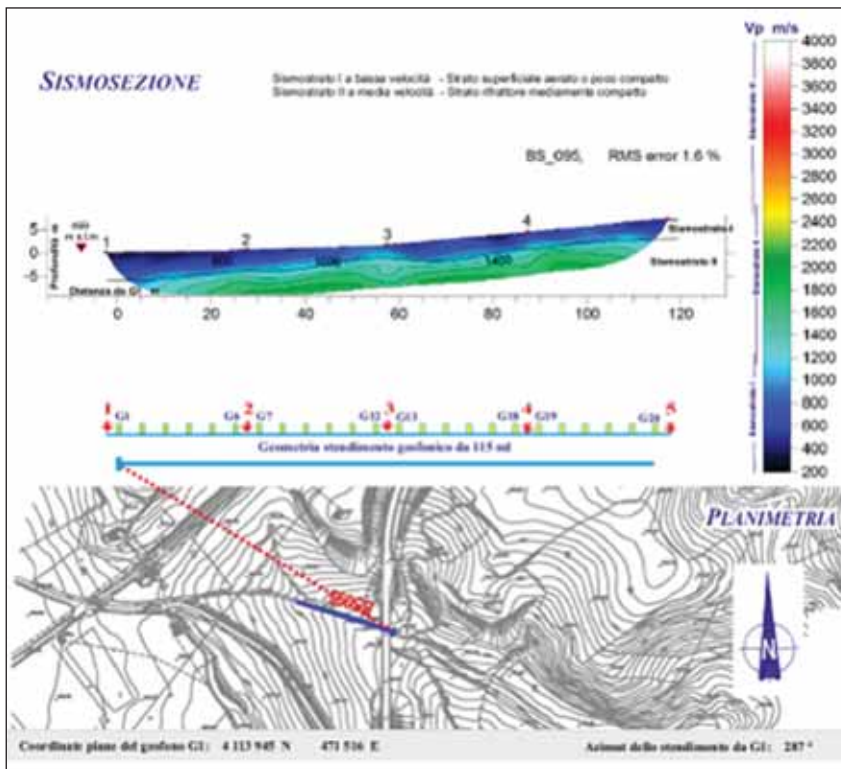 Vp m/s
SISMOSEZIONE
Sismostrato I a bassa velocità - Strato superficiale aerato o poco compatto
Sismostrato II a media velocità - Strato rifrattore mediamente compatto
BS_095, RMS error 1.6 %
4000
3800
3600
3400
3200
3000
2800
2600
2400
2200
2000
1800
1600
1400
1200
1000
800
600
400
200
5
0
-5
Profondità m
1
2
3
4
Sismostrato I
Sismostrato II
1400
Distanza da G1 m
0
20
40
60
80
100
120
1
2
3
4
5
G1
G6
G7
G12
G13
G18
G19
Geometria stendimento geofonico da 115 ml
PLANIMETRIA
N
Coordinate piane del geofono G1: 4 113 945 N 471 516 E
Azimut dello stendimento da G1: 287 °